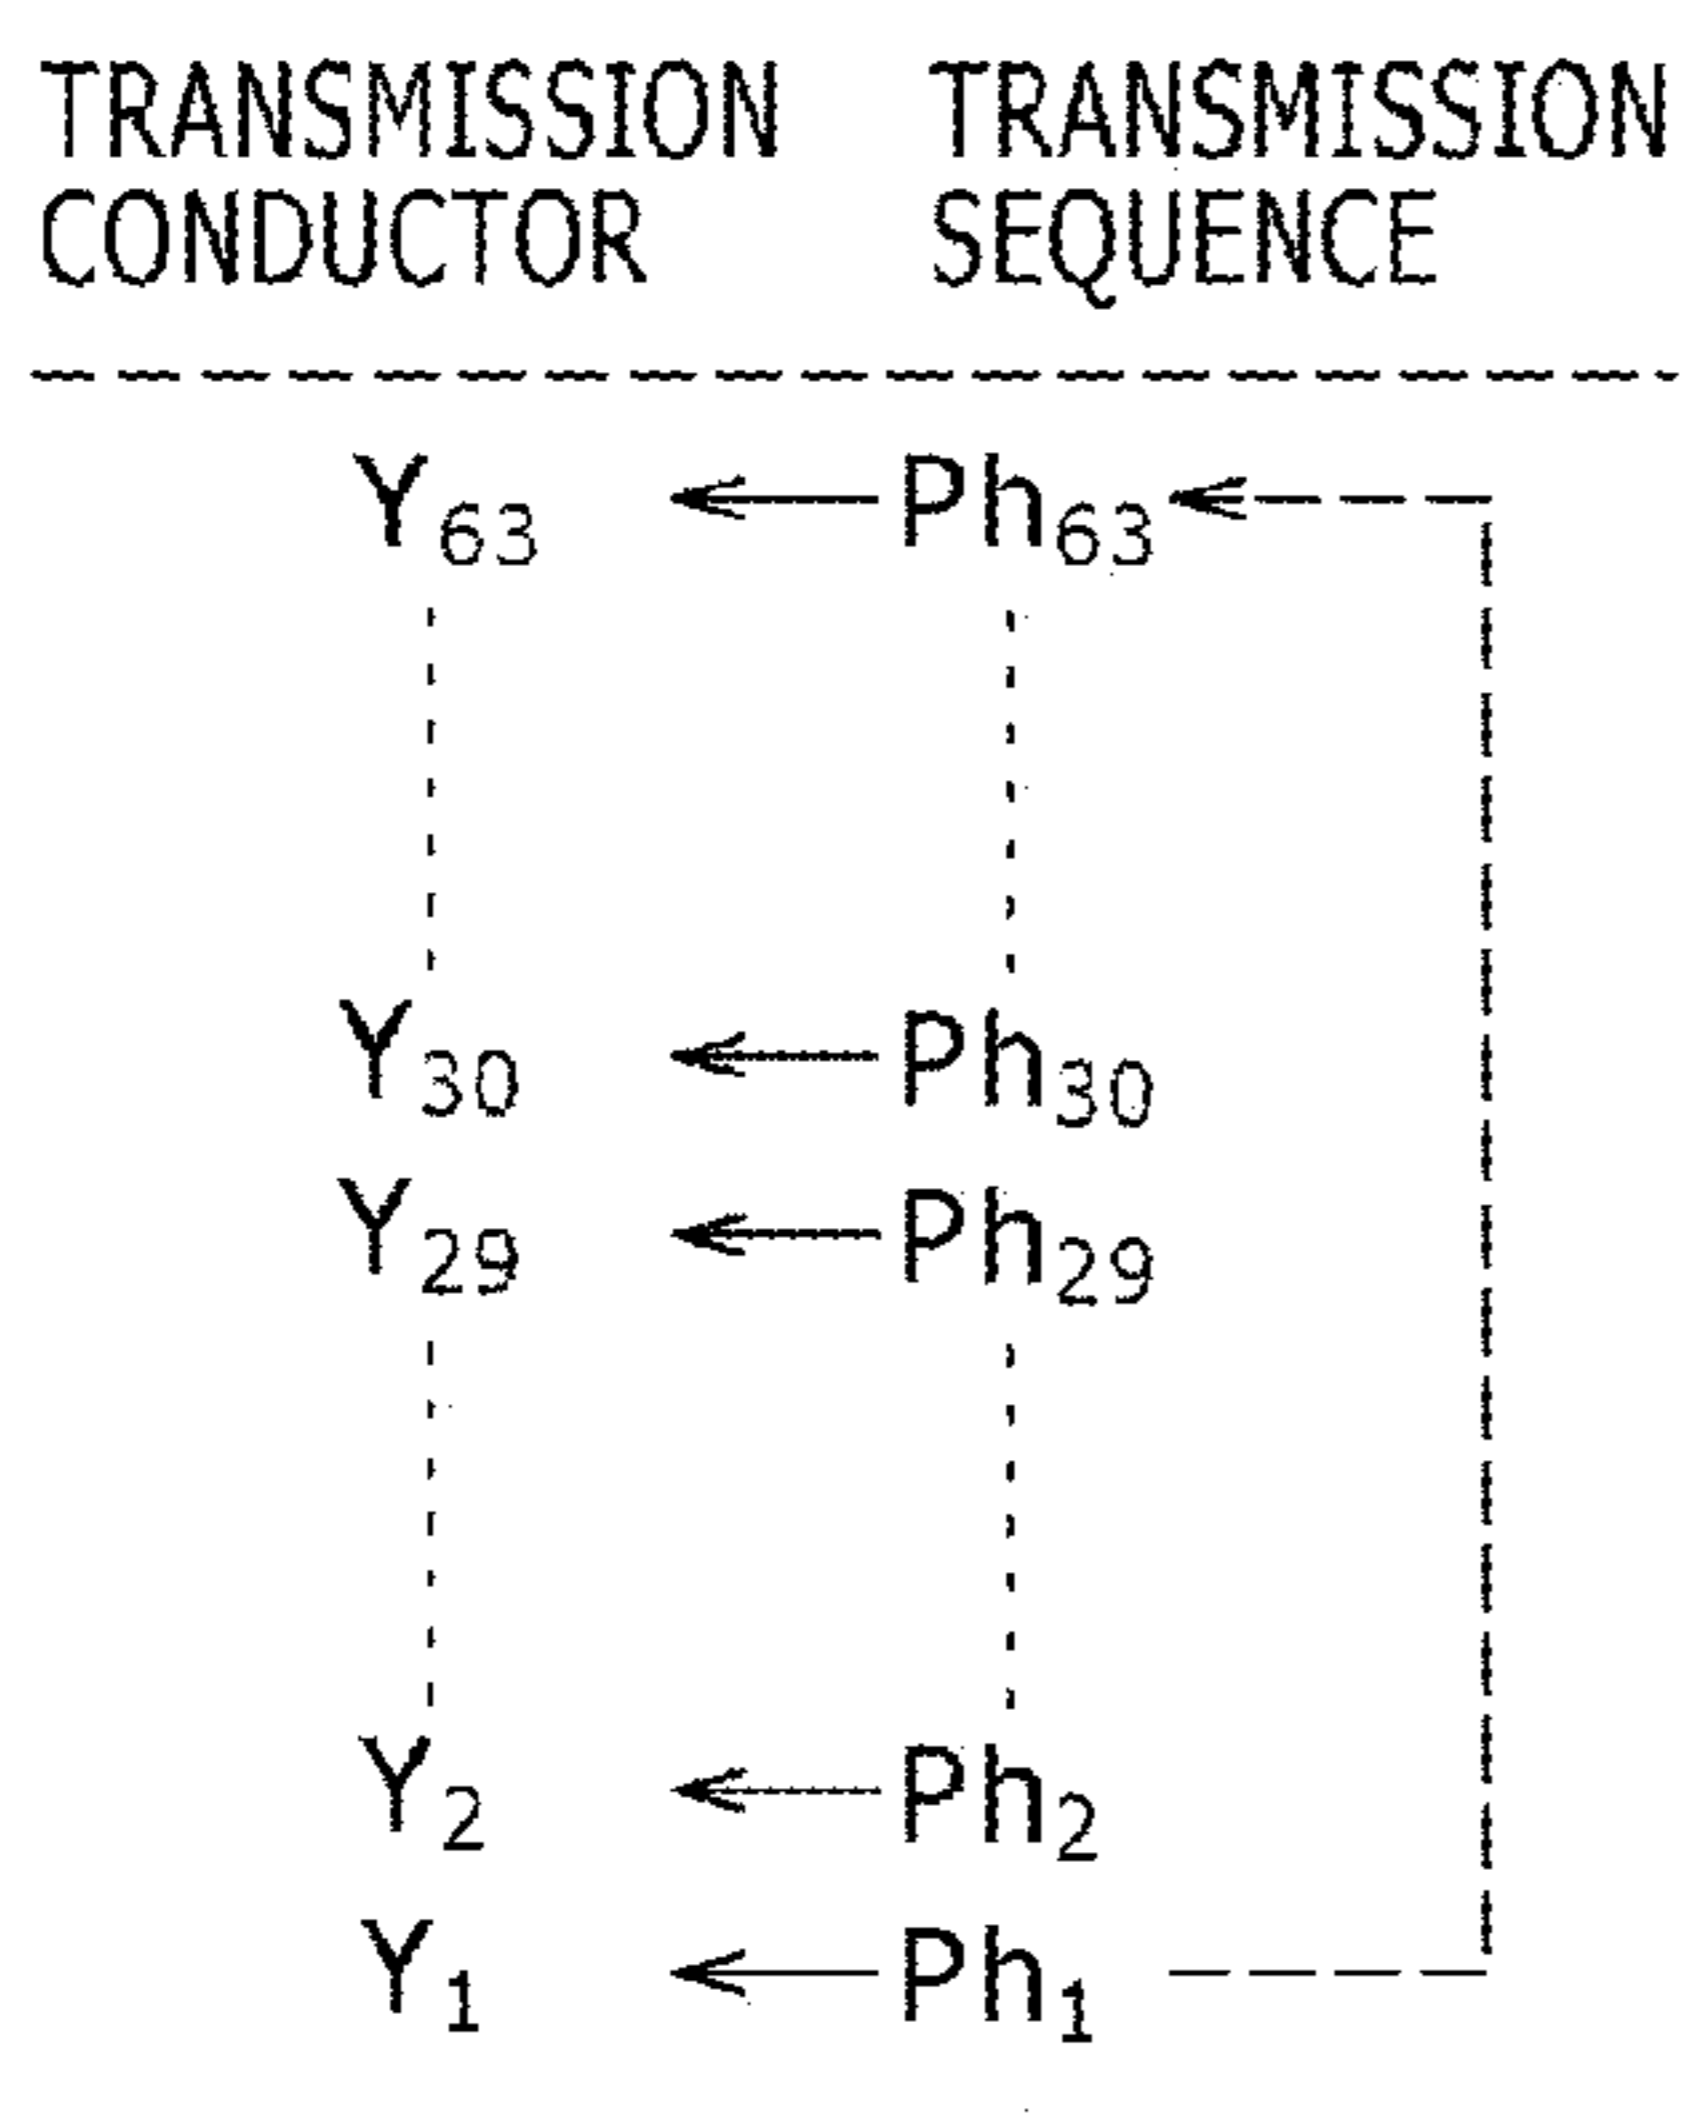 TRANSMISSION TRANSMISSION
CONDUCTOR SEQUENCE
Y63 ← Ph63
Y30 ← Ph30
Y29 ← Ph29
Y2 ← Ph2
Y1 ← Ph1